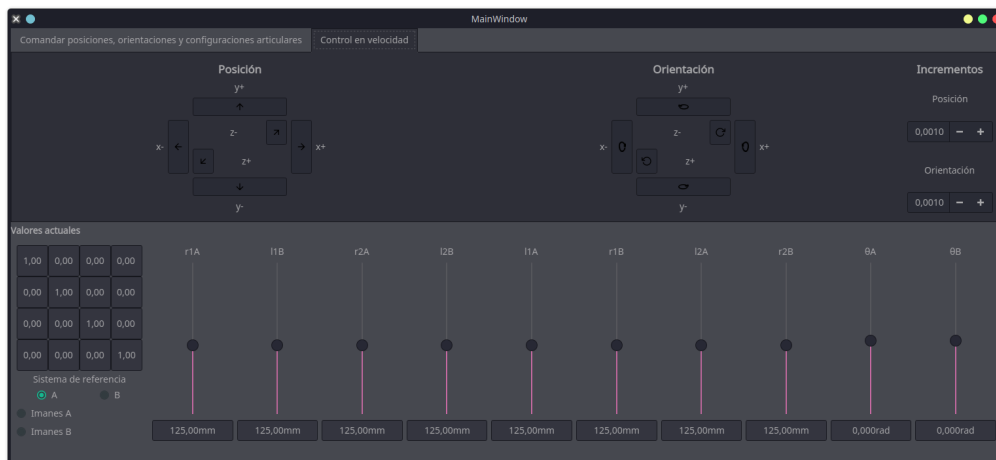 MainWindow
Comandar posiciones, orientaciones y configuraciones articulares Control en velocidad
Posición Orientación Incrementos
y+ y+
Posición
z- z-
x- x+ x- x+
0,0010 − +
z+ z+
Orientación
y- y-
0,0010 − +
Valores actuales
r1A l1B r2A l2B l1A r1B l2A r2B θA θB
1,00 0,00 0,00 0,00
0,00 1,00 0,00 0,00
0,00 0,00 1,00 0,00
0,00 0,00 0,00 1,00
Sistema de referencia
A B
Imanes A
Imanes B
125,00mm 125,00mm 125,00mm 125,00mm 125,00mm 125,00mm 125,00mm 125,00mm 0,000rad 0,000rad